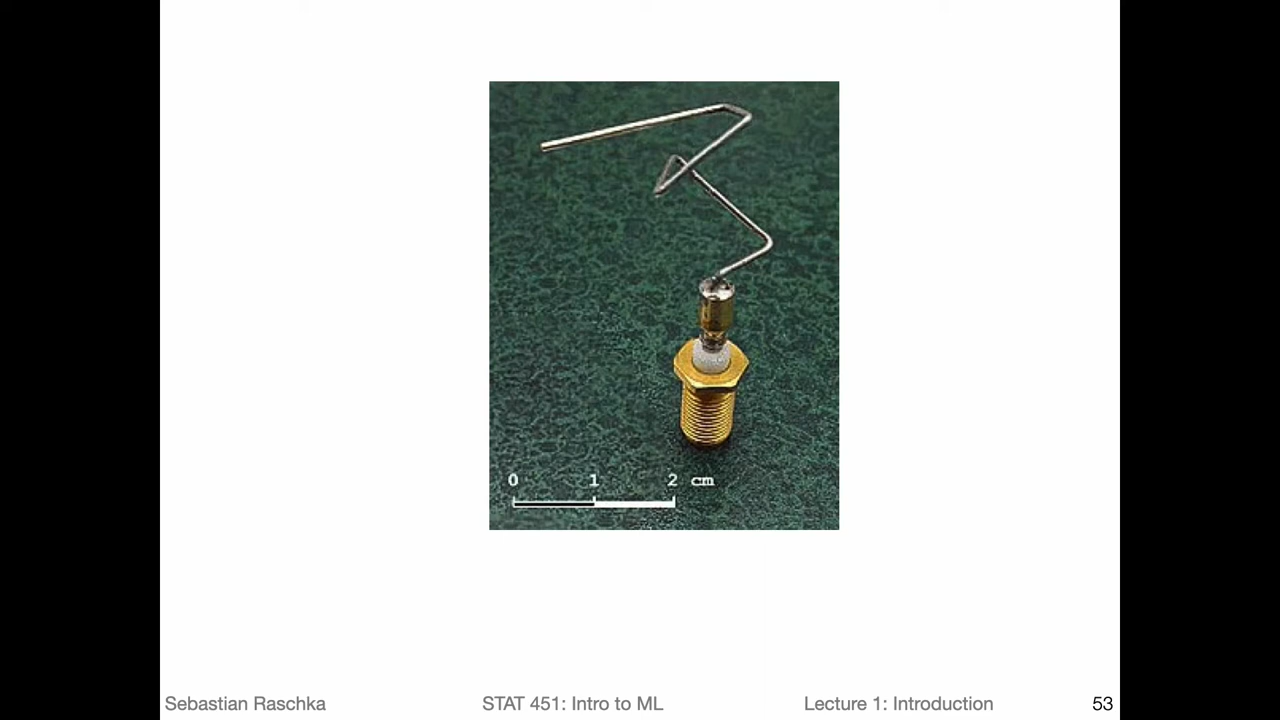 0 1 2 cm
Sebastian Raschka STAT 451: Intro to ML Lecture 1: Introduction 53